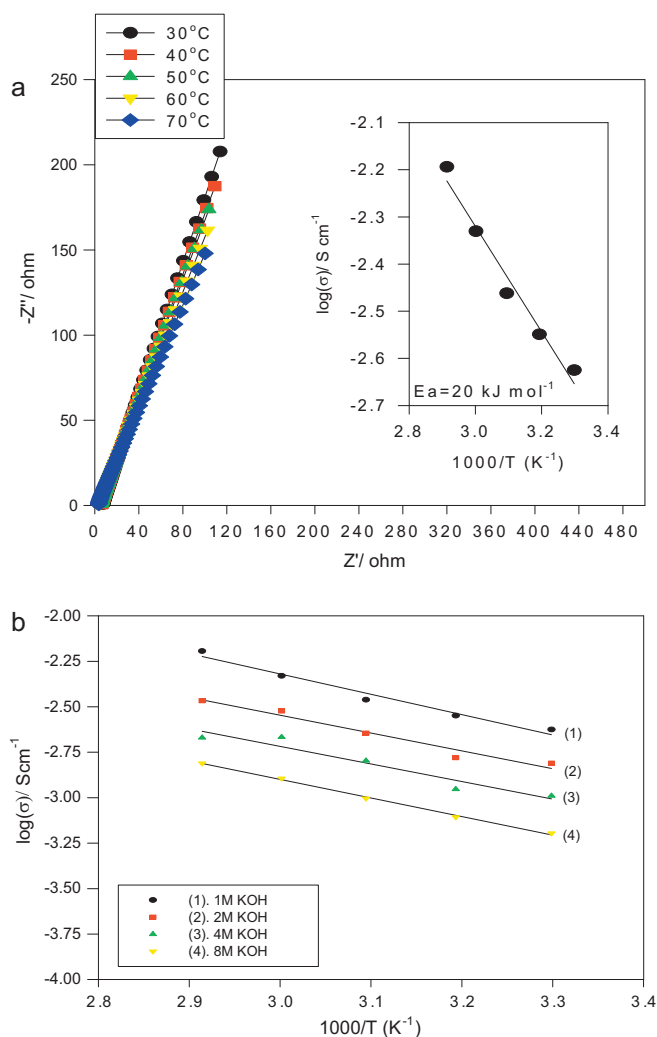 30°C
40°C
50°C
60°C
70°C
a
250
200
150
100
50
0
-Z"/ ohm
0 40 80 120 160 200 240 280 320 360 400 440 480
Z'/ ohm
-2.1
-2.2
-2.3
-2.4
-2.5
-2.6
-2.7
log(σ)/ S cm⁻¹
Ea=20 kJ mol⁻¹
2.8 3.0 3.2 3.4
1000/T (K⁻¹)
b
-2.00
-2.25
-2.50
-2.75
-3.00
-3.25
-3.50
-3.75
-4.00
log(σ)/ Scm⁻¹
(1)
(2)
(3)
(4)
(1). 1M KOH
(2). 2M KOH
(3). 4M KOH
(4). 8M KOH
2.8 2.9 3.0 3.1 3.2 3.3 3.4
1000/T (K⁻¹)